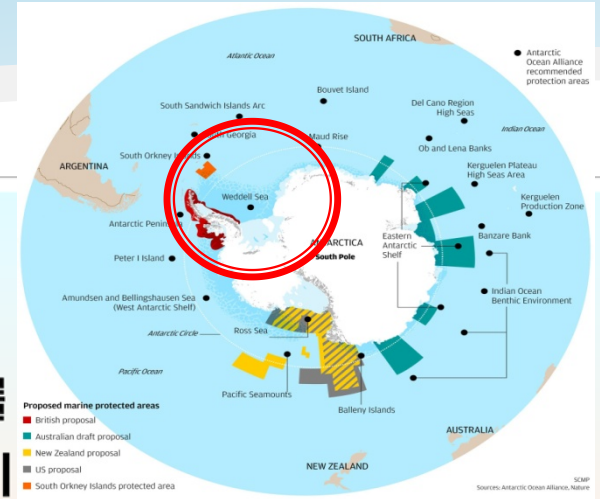 SOUTH AFRICA
Atlantic Ocean
Antarctic
Ocean Alliance
recommended
protection areas
Bouvet Island
South Sandwich Islands Arc
Del Cano Region
High Seas
Georgia
Maud Rise
Indian Ocean
Ob and Lena Banks
South Orkney Islands
ARGENTINA
Kerguelen Plateau
High Seas Area
Weddell Sea
Kerguelen
Production Zone
Antarctic
ANTARCTICA
South Pole
Eastern
Antarctic
Shelf
Banzare Bank
Peter I Island
Indian Ocean
Benthic Environment
Amundsen and Bellingshausen Sea
(West Antarctic Shelf)
Ross Sea
Antarctic Circle
Pacific Ocean
Pacific Seamounts
Balleny Islands
Proposed marine protected areas
British proposal
Australian draft proposal
New Zealand proposal
US proposal
South Orkney Islands protected area
AUSTRALIA
NEW ZEALAND
SCMP
Sources: Antarctic Ocean Alliance, Nature